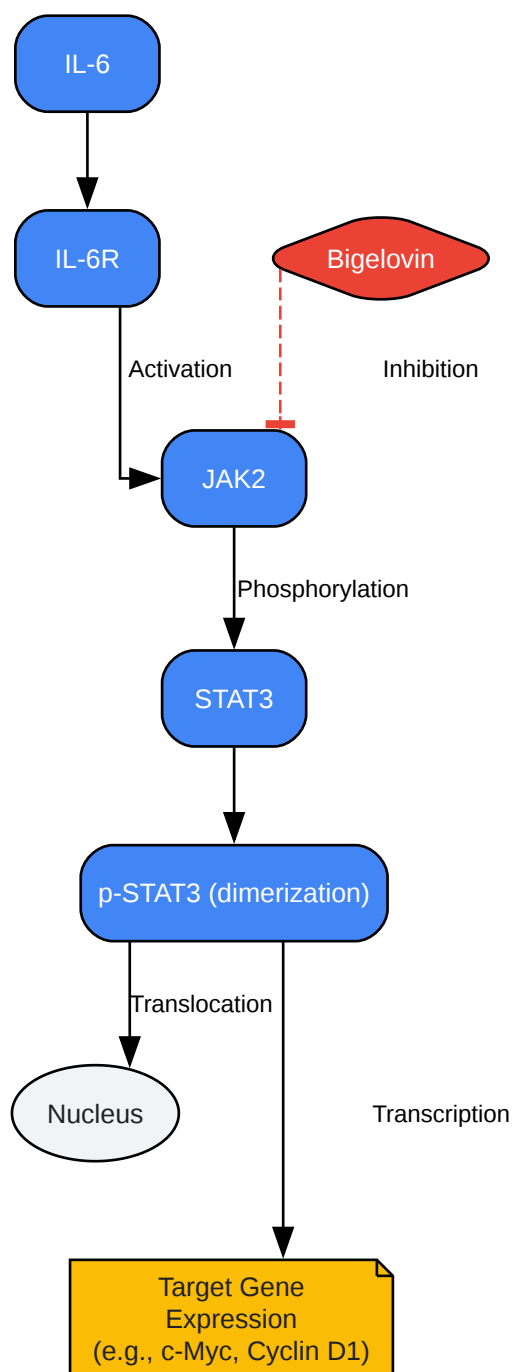 IL-6
IL-6R
Bigelovin
Activation
Inhibition
JAK2
Phosphorylation
STAT3
p-STAT3 (dimerization)
Translocation
Nucleus
Transcription
Target Gene
Expression
(e.g., c-Myc, Cyclin D1)